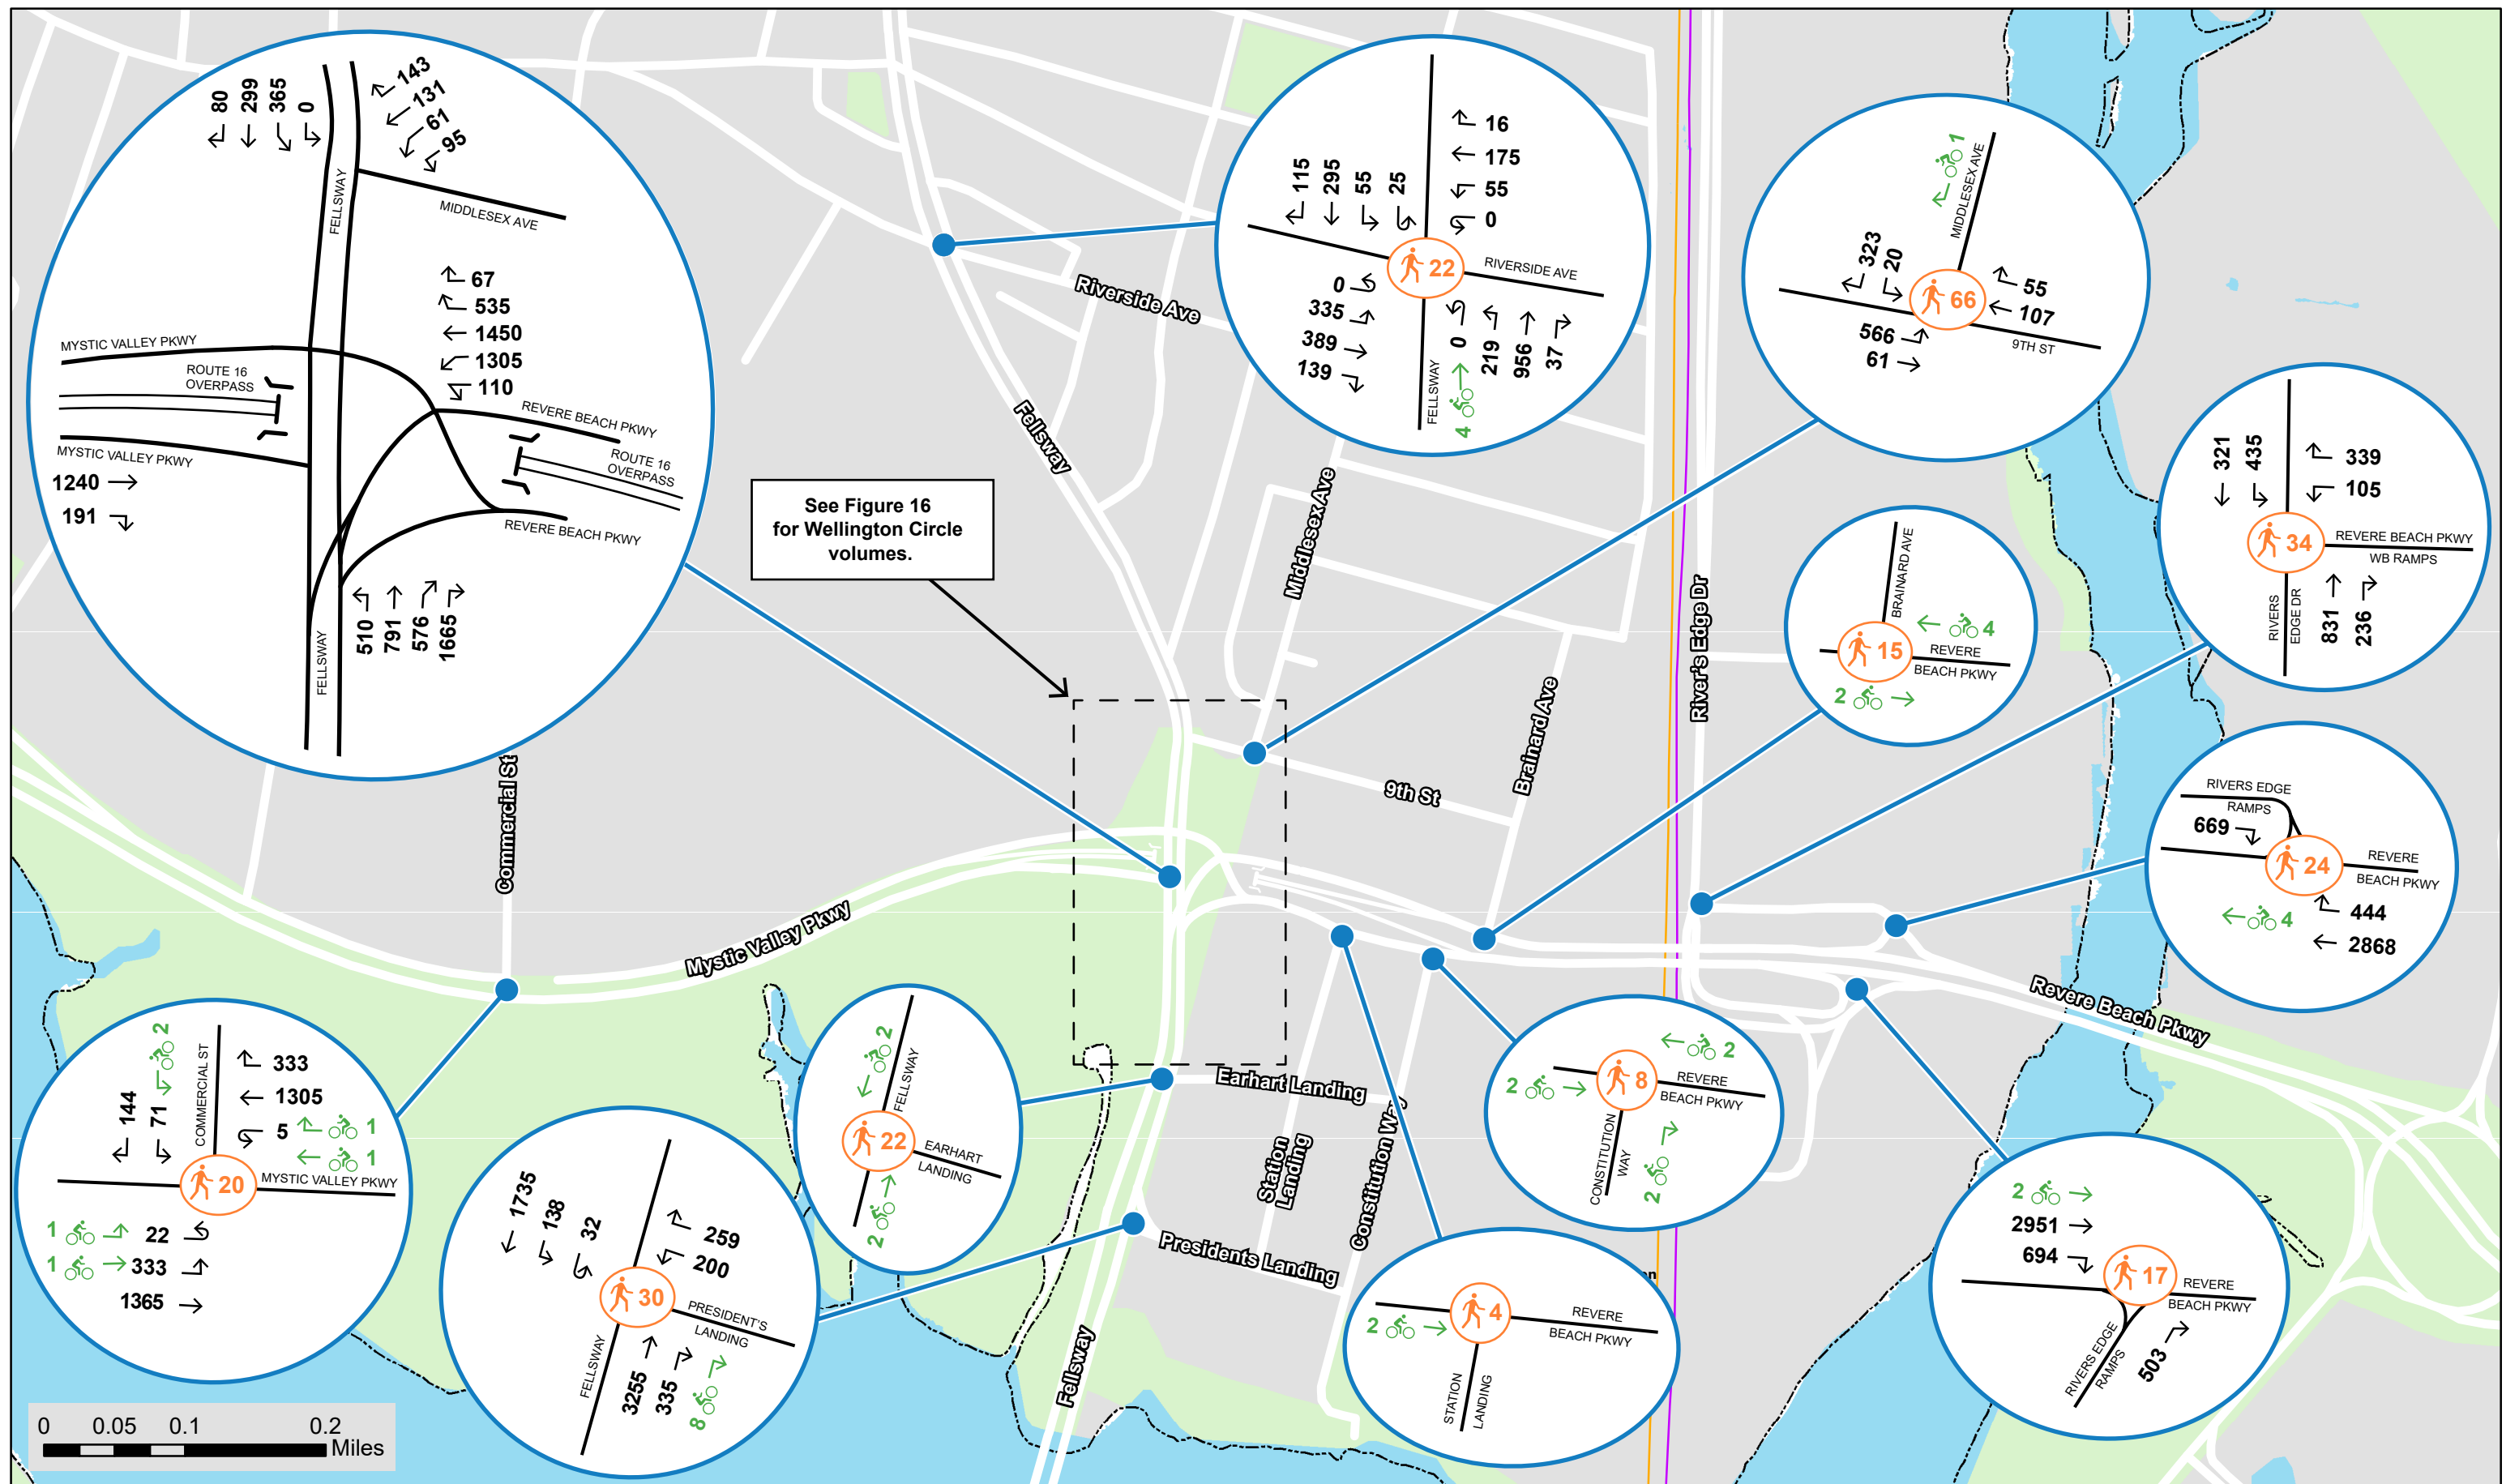 80
299
365
0
143
131
61
95
FELLSWAY
MIDDLESEX AVE
67
535
1450
1305
110
MYSTIC VALLEY PKWY
ROUTE 16
OVERPASS
REVERE BEACH PKWY
MYSTIC VALLEY PKWY
ROUTE 16
OVERPASS
1240
191
REVERE BEACH PKWY
510
791
576
1665
FELLSWAY
115
295
55
25
16
175
55
0
22
RIVERSIDE AVE
0
335
389
139
0
219
956
37
FELLSWAY
4
1
MIDDLESEX AVE
323
20
66
55
107
566
61
9TH ST
321
435
339
105
34
REVERE BEACH PKWY
WB RAMPS
RIVERS
EDGE DR
831
236
BRAINARD AVE
4
15
REVERE
BEACH PKWY
2
RIVERS EDGE
RAMPS
669
24
REVERE
BEACH PKWY
4
444
2868
See Figure 16
for Wellington Circle
volumes.
Riverside Ave
Fellsway
Middlesex Ave
River's Edge Dr
Brainard Ave
9th St
Commercial St
Mystic Valley Pkwy
Revere Beach Pkwy
Earhart Landing
Station
Landing
Constitution Way
Presidents Landing
Fellsway
2
144
71
COMMERCIAL ST
333
1305
5
1
1
20
MYSTIC VALLEY PKWY
1
22
1
333
1365
2
FELLSWAY
22
EARHART
LANDING
2
1735
138
32
259
200
30
PRESIDENT'S
LANDING
FELLSWAY
3255
335
8
2
2
8
REVERE
BEACH PKWY
CONSTITUTION
WAY
2
2
4
REVERE
BEACH PKWY
STATION
LANDING
2
2951
694
17
REVERE
BEACH PKWY
RIVERS EDGE
RAMPS
503
0
0.05
0.1
0.2
Miles